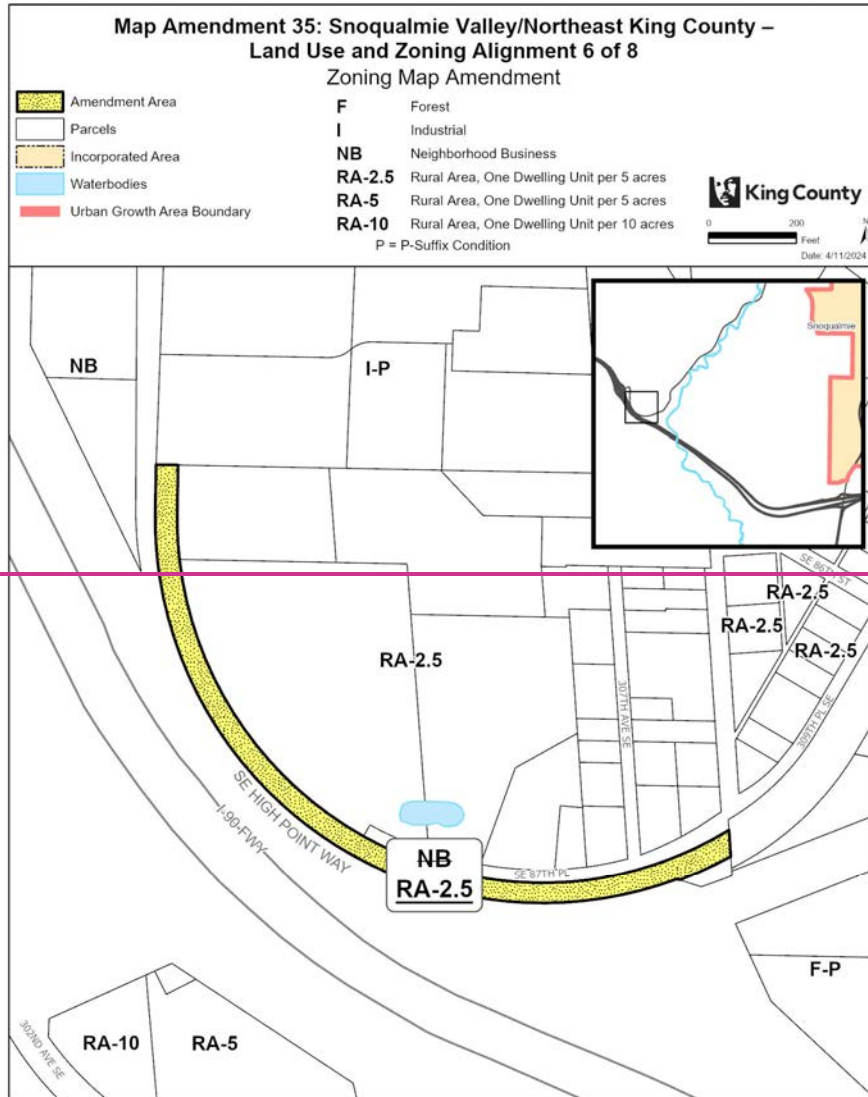 Map Amendment 35: Snoqualmie Valley/Northeast King County –
Land Use and Zoning Alignment 6 of 8
Zoning Map Amendment
Amendment Area
Parcels
Incorporated Area
Waterbodies
Urban Growth Area Boundary
F Forest
I Industrial
NB Neighborhood Business
RA-2.5 Rural Area, One Dwelling Unit per 5 acres
RA-5 Rural Area, One Dwelling Unit per 5 acres
RA-10 Rural Area, One Dwelling Unit per 10 acres
P = P-Suffix Condition
King County
0 200
Feet
N
Date: 4/11/2024
Snoqualmie
NB
I-P
SE 86TH ST
RA-2.5
RA-2.5
RA-2.5
RA-2.5
307TH AVE SE
309TH PL SE
SE HIGH POINT WAY
I-90 FWY
SE 87TH PL
NB
RA-2.5
F-P
302ND AVE SE
RA-10
RA-5